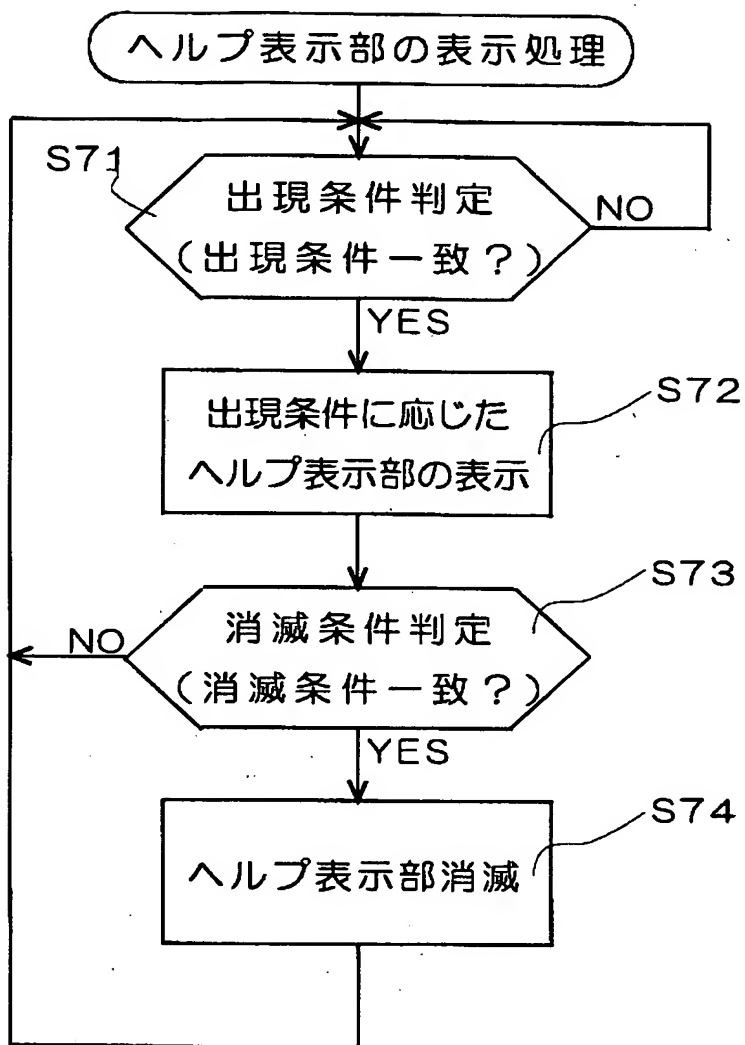 ヘルプ表示部の表示処理
S71
出現条件判定
(出現条件一致?)
NO
YES
出現条件に応じた
ヘルプ表示部の表示
S72
消滅条件判定
(消滅条件一致?)
S73
NO
YES
ヘルプ表示部消滅
S74